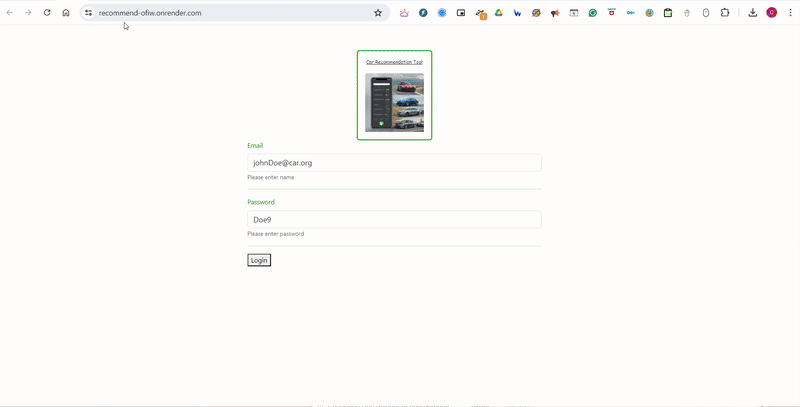 recommend-ofiw.onrender.com
Car Recommendation Tool
Email
johnDoe@car.org
Please enter name
Password
Doe9
Please enter password
Login